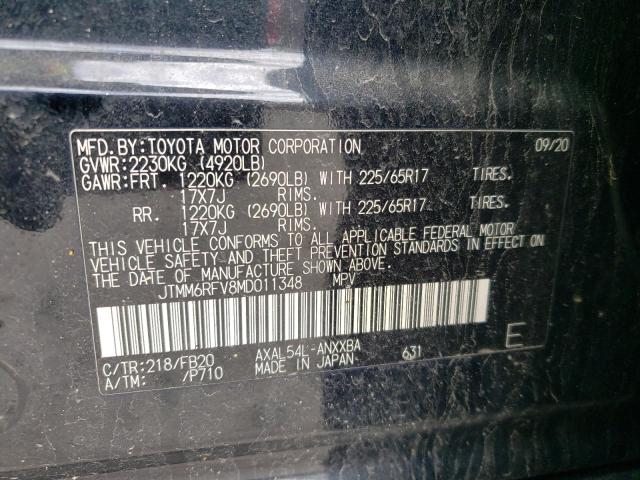 MFD.BY:TOYOTA MOTOR CORPORATION 09/20
GVWR:2230KG (4920LB)
GAWR:FRT. 1220KG (2690LB) WITH 225/65R17 TIRES.
17X7J RIMS.
RR. 1220KG (2690LB) WITH 225/65R17 TIRES.
17X7J RIMS.
THIS VEHICLE CONFORMS TO ALL APPLICABLE FEDERAL MOTOR
VEHICLE SAFETY AND THEFT PREVENTION STANDARDS IN EFFECT ON
THE DATE OF MANUFACTURE SHOWN ABOVE.
JTMM6RFV8MD011348 MPV
C/TR:218/FB20 AXAL54L-ANXXBA 631 E
A/TM: /P710 MADE IN JAPAN